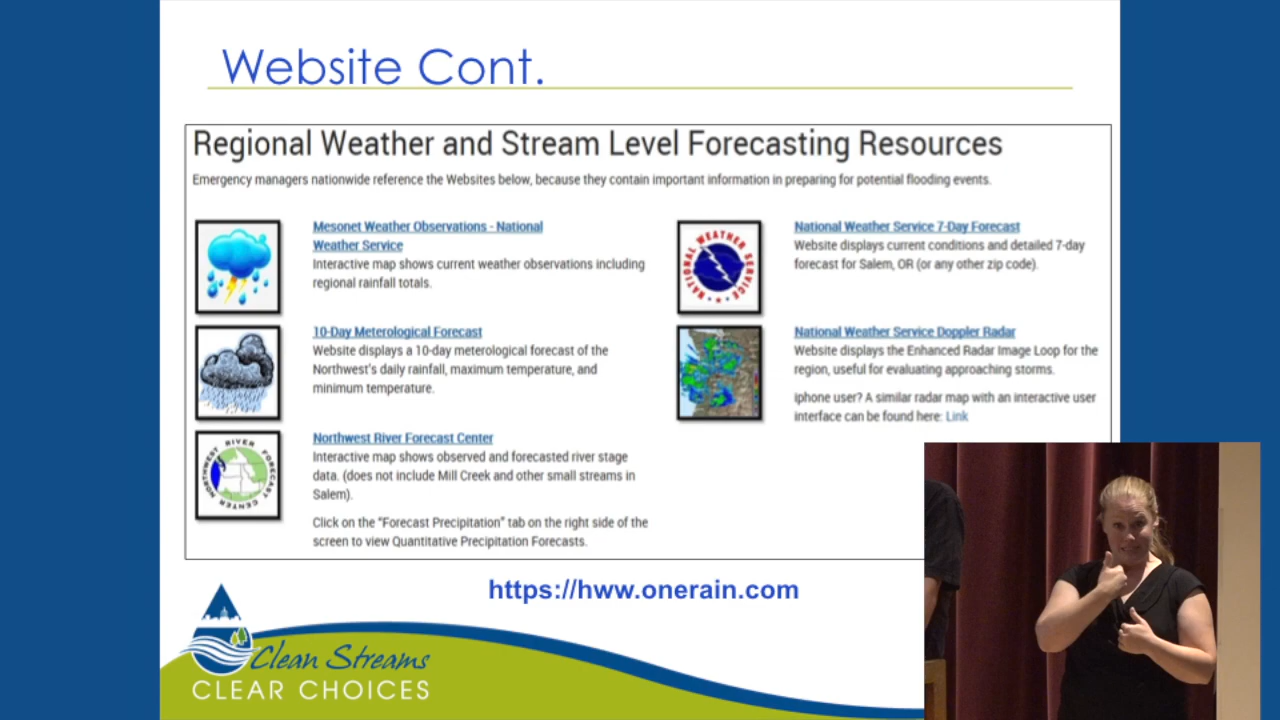 Website Cont.
Regional Weather and Stream Level Forecasting Resources
Emergency managers nationwide reference the Websites below, because they contain important information in preparing for potential flooding events.
Mesonet Weather Observations - National
Weather Service
Interactive map shows current weather observations including
regional rainfall totals.
10-Day Meterological Forecast
Website displays a 10-day meterological forecast of the
Northwest's daily rainfall, maximum temperature, and
minimum temperature.
NORTHWEST RIVER FORECAST CENTER
Northwest River Forecast Center
Interactive map shows observed and forecasted river stage
data. (does not include Mill Creek and other small streams in
Salem).
Click on the “Forecast Precipitation” tab on the right side of the
screen to view Quantitative Precipitation Forecasts.
NATIONAL WEATHER SERVICE
National Weather Service 7-Day Forecast
Website displays current conditions and detailed 7-day
forecast for Salem, OR (or any other zip code).
National Weather Service Doppler Radar
Website displays the Enhanced Radar Image Loop for the
region, useful for evaluating approaching storms.
iphone user? A similar radar map with an interactive user
interface can be found here: Link
https://hww.onerain.com
Clean Streams
CLEAR CHOICES